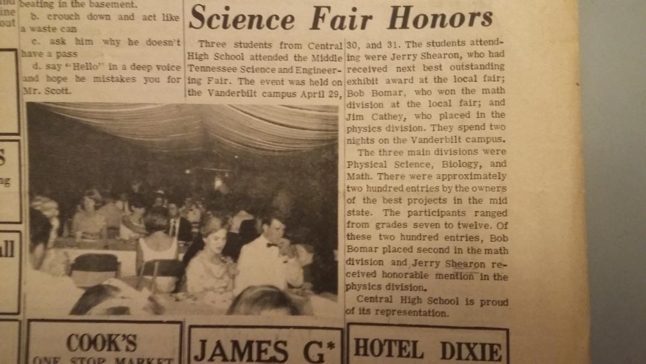 beating in the basement.
b. crouch down and act like
a waste can
c. ask him why he doesn't
have a pass
d. say "Hello" in a deep voice
and hope he mistakes you for
Mr. Scott.
Science Fair Honors
Three students from Central
High School attended the Middle
Tennessee Science and Engineer-
ing Fair. The event was held on
the Vanderbilt campus April 29,
30, and 31. The students attend-
ing were Jerry Shearon, who had
received next best outstanding
exhibit award at the local fair;
Bob Bomar, who won the math
division at the local fair; and
Jim Cathey, who placed in the
physics division. They spend two
nights on the Vanderbilt campus.
The three main divisions were
Physical Science, Biology, and
Math. There were approximately
two hundred entries by the owners
of the best projects in the mid
state. The participants ranged
from grades seven to twelve. Of
these two hundred entries, Bob
Bomar placed second in the math
division and Jerry Shearon re-
ceived honorable mention in the
physics division.
Central High School is proud
of its representation.
COOK'S
ONE STOP MARKET
JAMES G*
HOTEL DIXIE